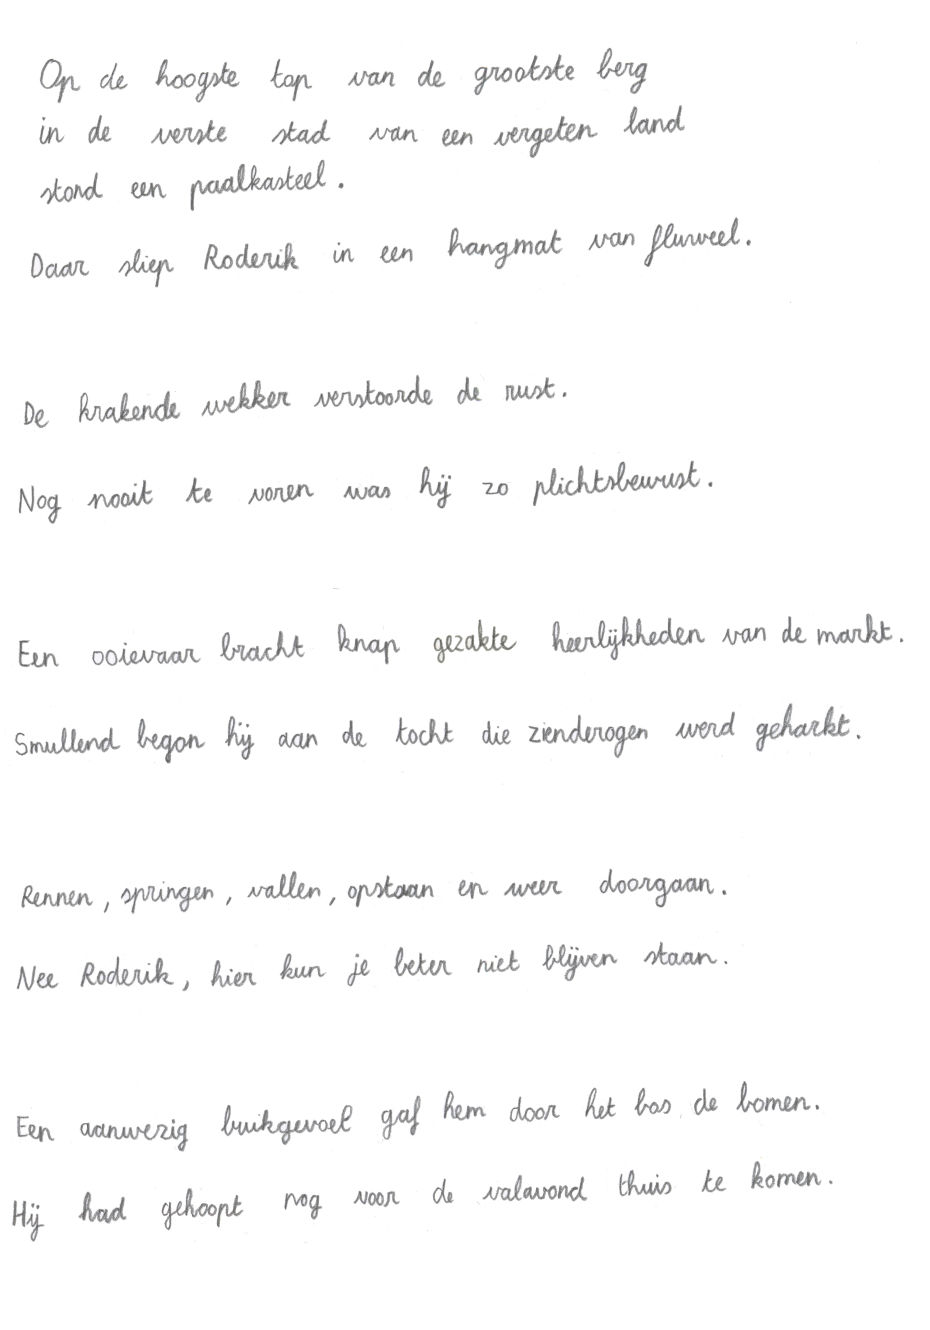 Op de hoogste top van de grootste berg
in de verste stad van een vergeten land
stond een paalkasteel.
Daar sliep Roderik in een hangmat van fluweel.
De krakende wekker verstoorde de rust.
Nog nooit te voren was hij zo plichtsbewust.
Een ooievaar bracht knap gezakte heerlijkheden van de markt.
Smullend begon hij aan de tocht die zienderogen werd geharkt.
Rennen, springen, vallen, opstaan en weer doorgaan.
Nee Roderik, hier kun je beter niet blijven staan.
Een aanwezig buikgevoel gaf hem door het bos de bomen.
Hij had gehoopt nog voor de valavond thuis te komen.